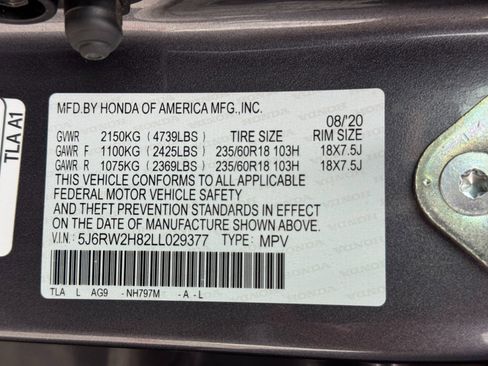 TLA A1
MFD.BY HONDA OF AMERICA MFG.,INC.
08/'20
GVWR 2150KG (4739LBS) TIRE SIZE RIM SIZE
GAWR F 1100KG (2425LBS) 235/60R18 103H 18X7.5J
GAWR R 1075KG (2369LBS) 235/60R18 103H 18X7.5J
THIS VEHICLE CONFORMS TO ALL APPLICABLE
FEDERAL MOTOR VEHICLE SAFETY
AND THEFT PREVENTION STANDARDS IN EFFECT
ON THE DATE OF MANUFACTURE SHOWN ABOVE.
V.I.N.: 5J6RW2H82LL029377 TYPE: MPV
TLA L AG9 -NH797M -A -L